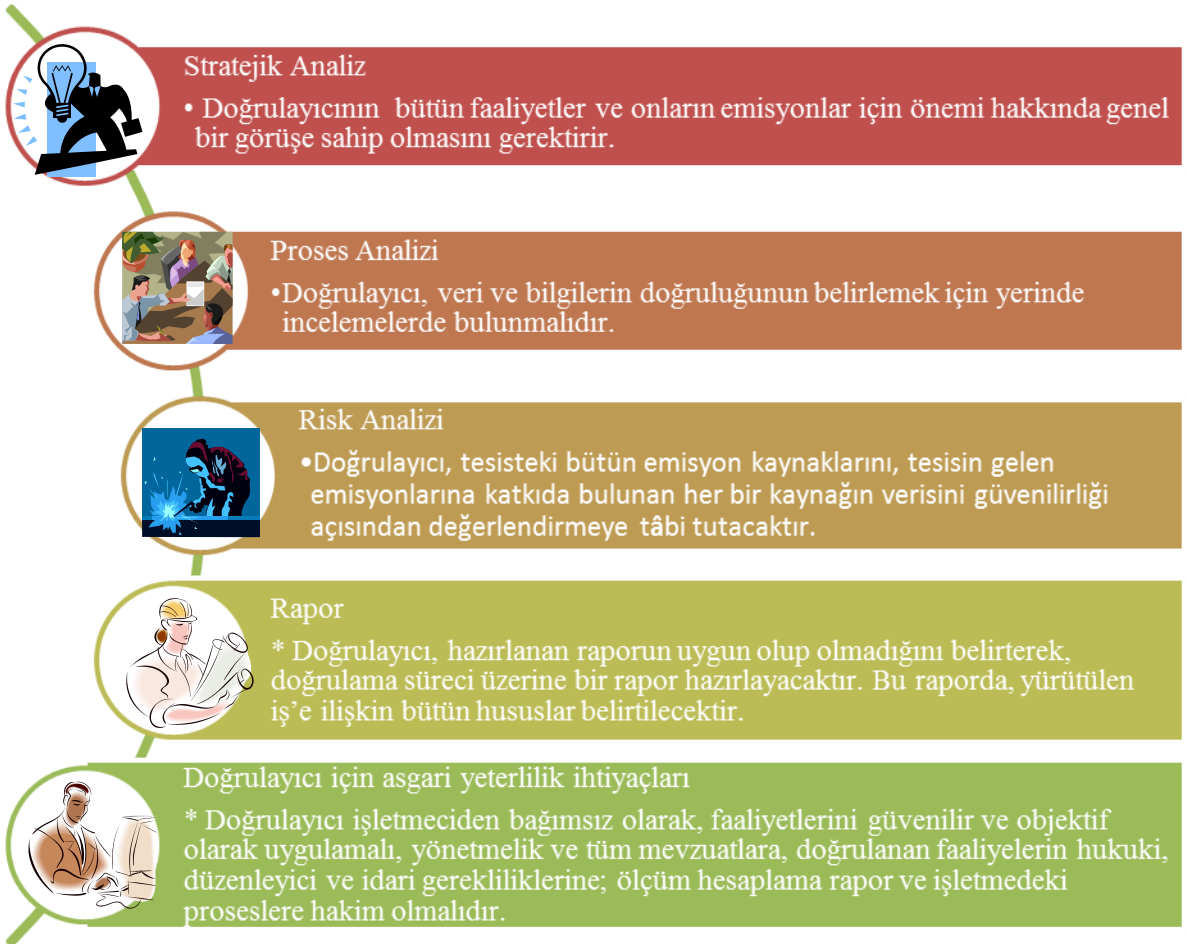 Stratejik Analiz
• Doğrulayıcının bütün faaliyetler ve onların emisyonlar için önemi hakkında genel
bir görüşe sahip olmasını gerektirir.
Proses Analizi
•Doğrulayıcı, veri ve bilgilerin doğruluğunun belirlemek için yerinde
incelemelerde bulunmalıdır.
Risk Analizi
•Doğrulayıcı, tesisteki bütün emisyon kaynaklarını, tesisin gelen
emisyonlarına katkıda bulunan her bir kaynağın verisini güvenilirliği
açısından değerlendirmeye tâbi tutacaktır.
Rapor
* Doğrulayıcı, hazırlanan raporun uygun olup olmadığını belirterek,
doğrulama süreci üzerine bir rapor hazırlayacaktır. Bu raporda, yürütülen
iş’e ilişkin bütün hususlar belirtilecektir.
Doğrulayıcı için asgari yeterlilik ihtiyaçları
* Doğrulayıcı işletmeciden bağımsız olarak, faaliyetlerini güvenilir ve objektif
olarak uygulamalı, yönetmelik ve tüm mevzuatlara, doğrulanan faaliyelerin hukuki,
düzenleyici ve idari gerekliliklerine; ölçüm hesaplana rapor ve işletmedeki
proseslere hakim olmalıdır.